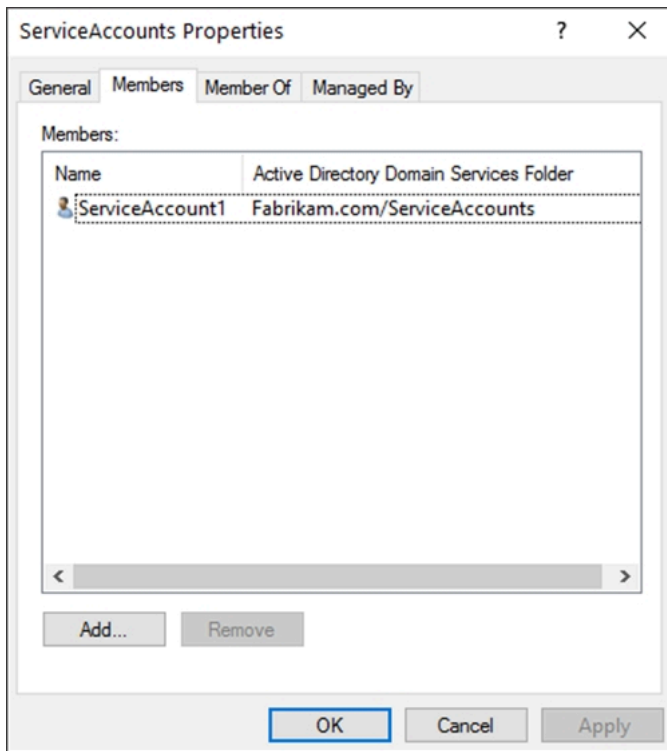 ServiceAccounts Properties ? ×
General Members Member Of Managed By
Members:
Name Active Directory Domain Services Folder
ServiceAccount1 Fabrikam.com/ServiceAccounts
< >
Add... Remove
OK Cancel Apply